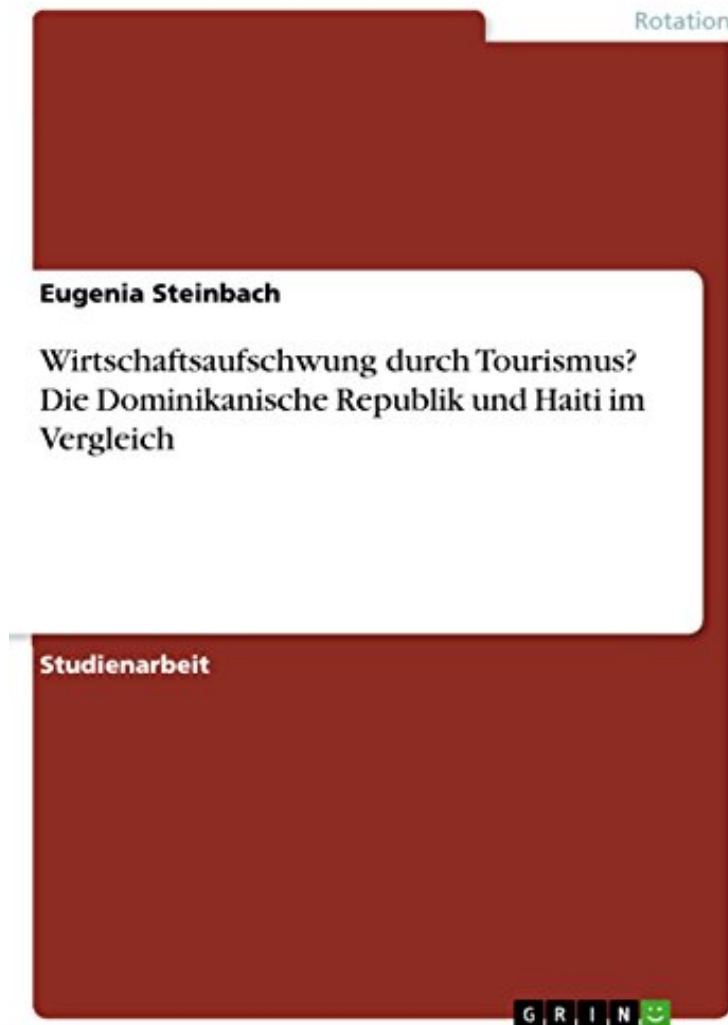 Rotation
Eugenia Steinbach
Wirtschaftsaufschwung durch Tourismus?
Die Dominikanische Republik und Haiti im
Vergleich
Studienarbeit
GRIN